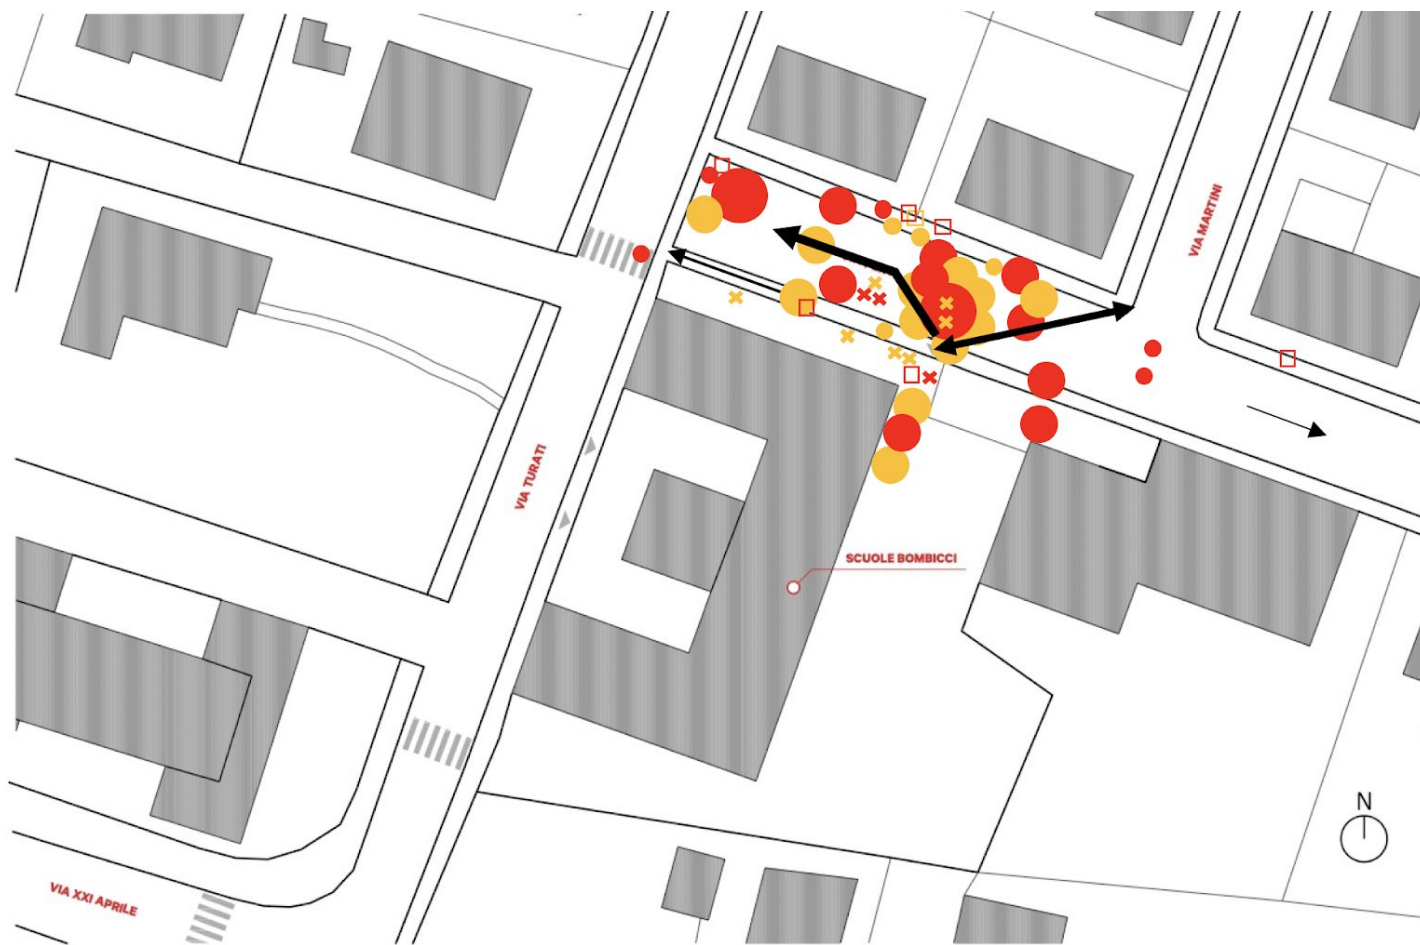 VIA MARTINI
VIA TURATI
SCUOLE BOMBICCI
N
VIA XXI APRILE